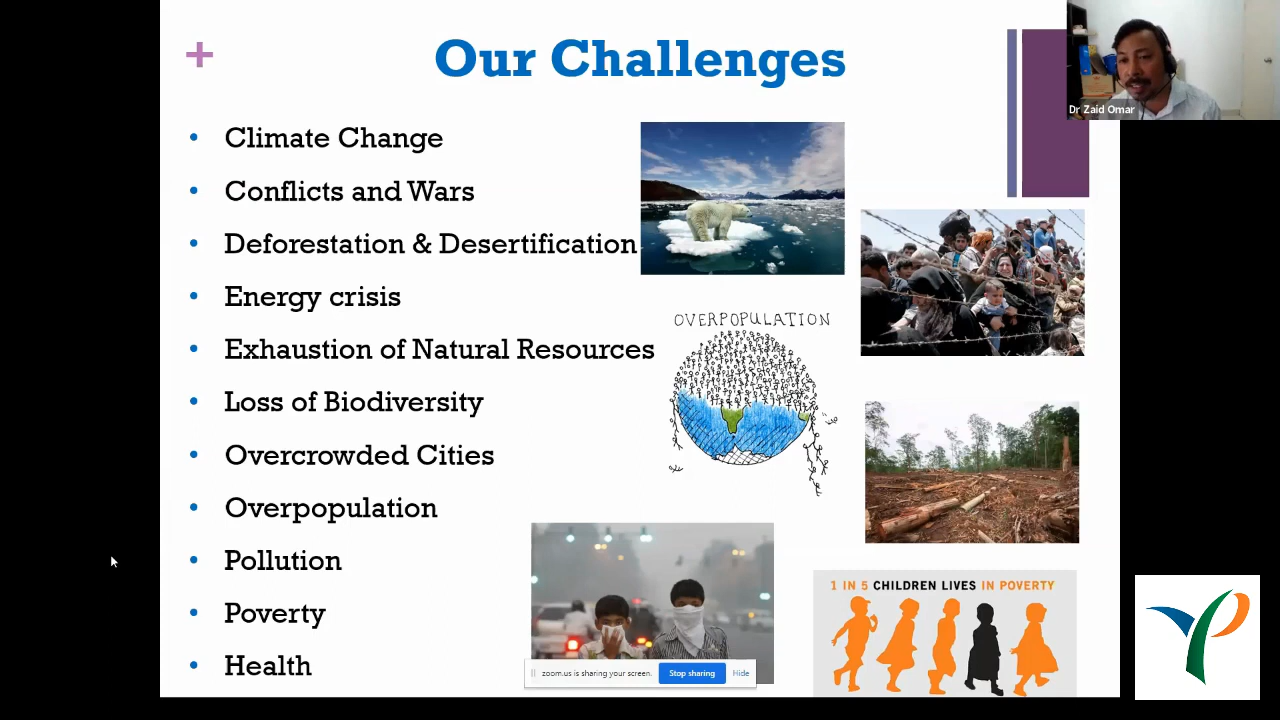 +
Our Challenges
Dr Zaid Omar
• Climate Change
• Conflicts and Wars
• Deforestation & Desertification
• Energy crisis
• Exhaustion of Natural Resources
• Loss of Biodiversity
• Overcrowded Cities
• Overpopulation
• Pollution
• Poverty
• Health
OVERPOPULATION
1 IN 5 CHILDREN LIVES IN POVERTY
zoom.us is sharing your screen. Stop sharing Hide